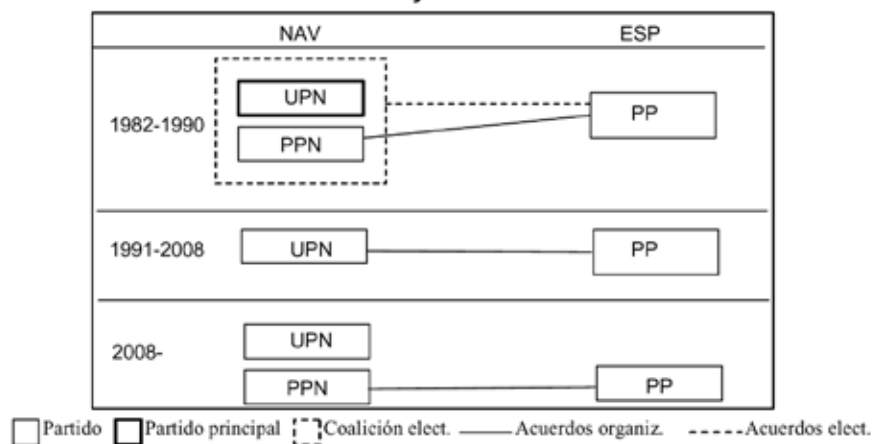 NAV ESP
UPN
1982-1990 PP
PPN
1991-2008 UPN PP
UPN
2008-
PPN PP
Partido Partido principal Coalición elect. Acuerdos organiz. Acuerdos elect.